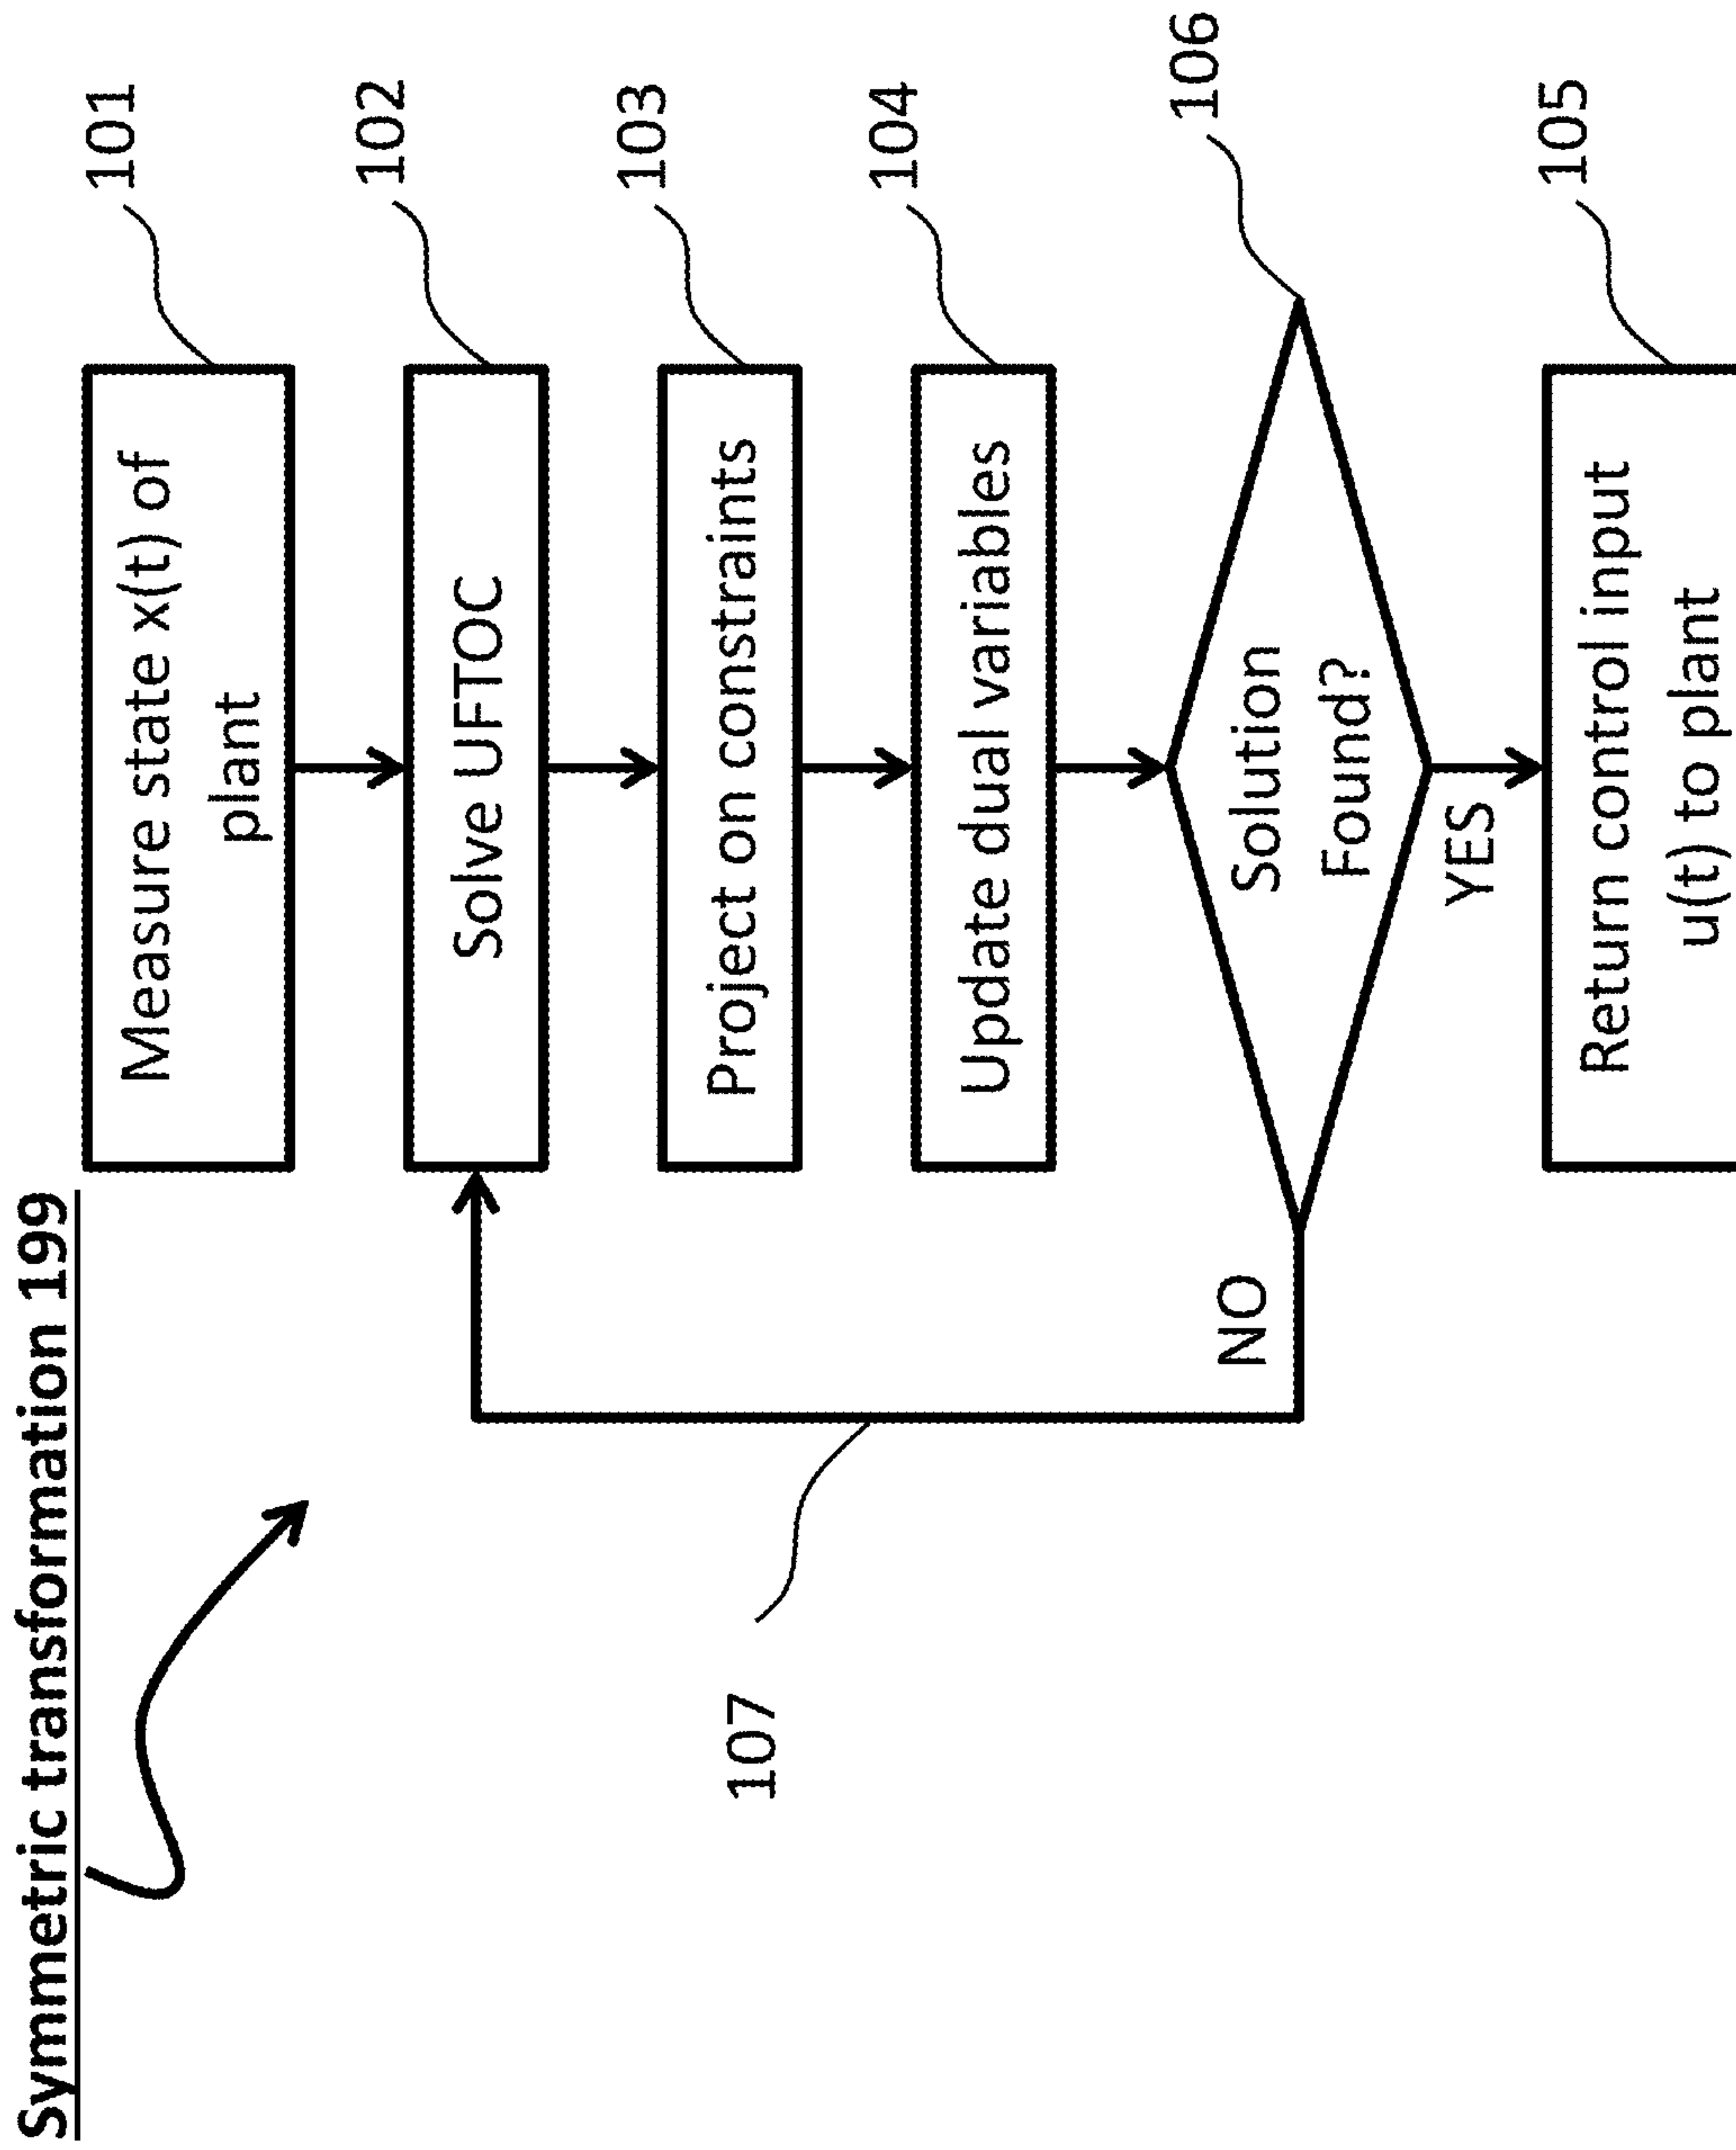 Symmetric transformation 199
Measure state x(t) of
plant
101
Solve UFTOC
102
Project on constraints
103
Update dual variables
104
Solution
Found?
106
NO
107
YES
Return control input
u(t) to plant
105